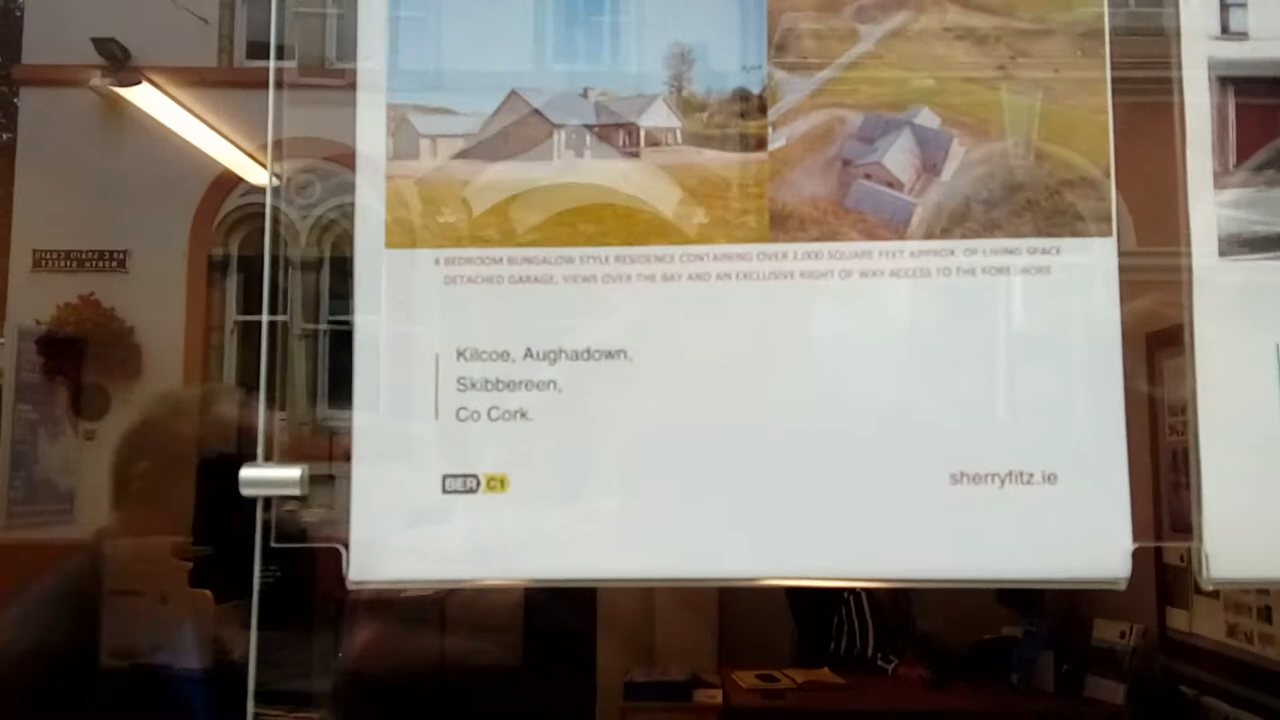 4 BEDROOM BUNGALOW STYLE RESIDENCE CONTAINING OVER 2,000 SQUARE FEET APPROX. OF LIVING SPACE
DETACHED GARAGE, VIEWS OVER THE BAY AND AN EXCLUSIVE RIGHT OF WAY ACCESS TO THE FORESHORE
Kilcoe, Aughadown,
Skibbereen,
Co Cork.
BER C1
sherryfitz.ie
NORTH STREET